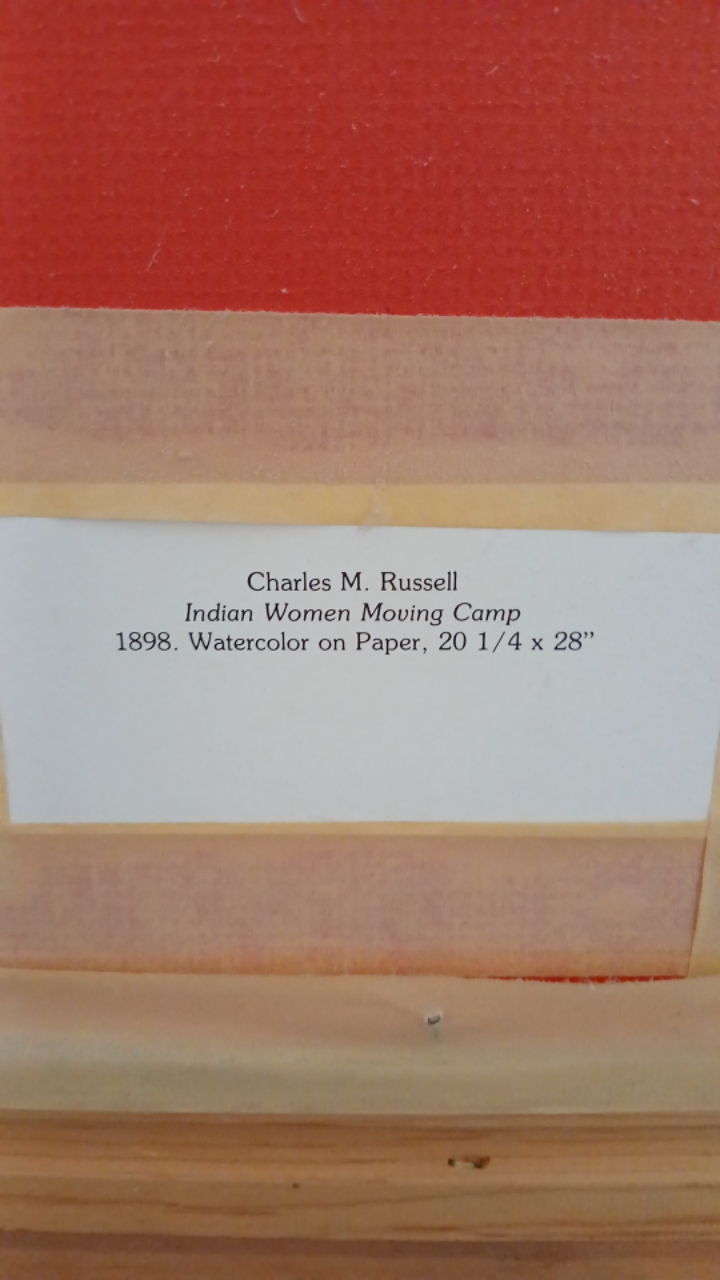 Charles M. Russell
Indian Women Moving Camp
1898. Watercolor on Paper, 20 1/4 x 28”